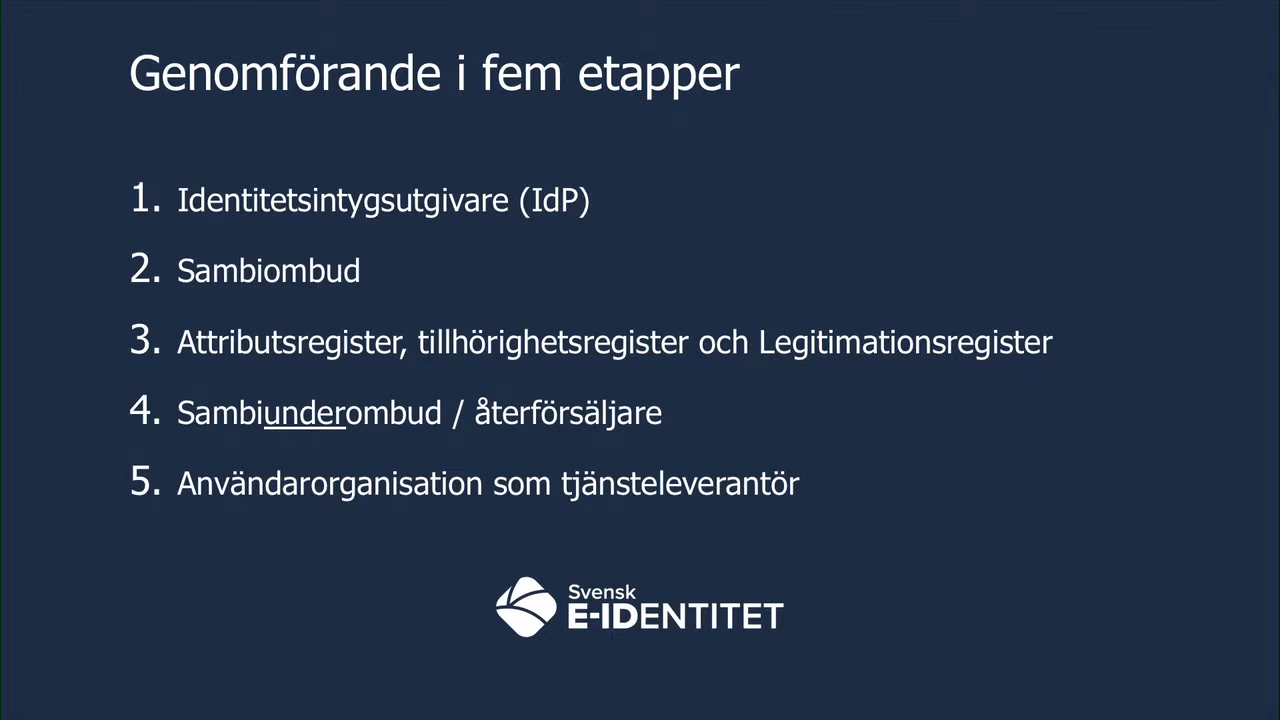 Genomförande i fem etapper
1. Identitetsintygsutgivare (IdP)
2. Sambiombud
3. Attributsregister, tillhörighetsregister och Legitimationsregister
4. Sambiunderombud / återförsäljare
5. Användarorganisation som tjänsteleverantör
Svensk
E-IDENTITET